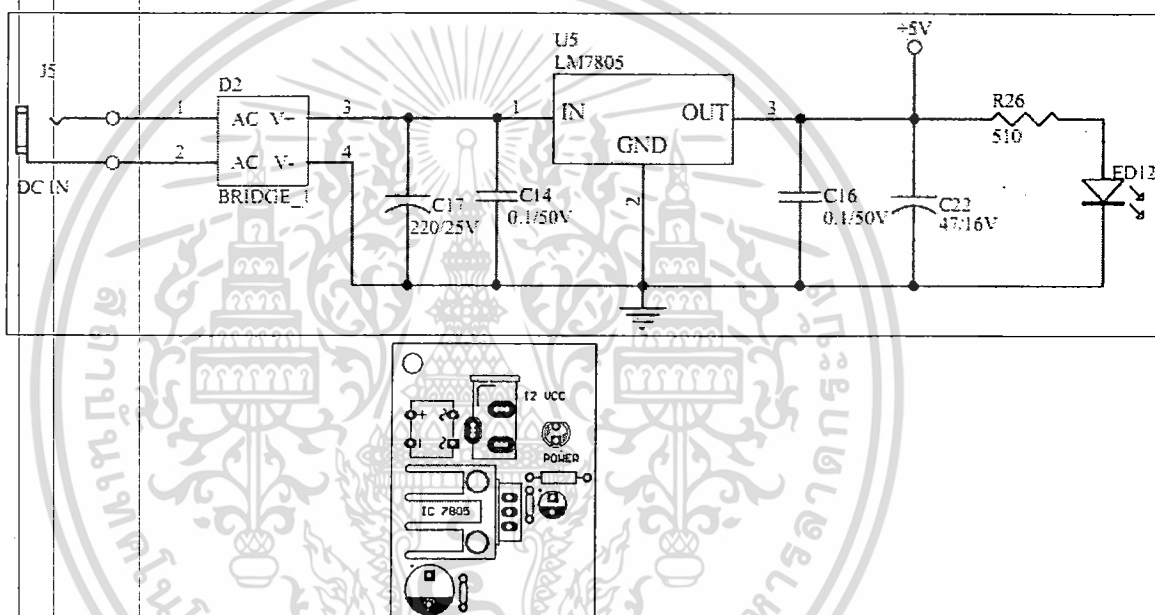 +5V
U5
LM7805
J5
D2
R26
1
3
1
IN
OUT
3
AC V+
510
GND
2
4
AC V-
ED12
DC IN
BRIDGE_1
C17
220/25V
C14
0.1/50V
2
C16
0.1/50V
C22
47/16V
12 VCC
POWER
IC 7805